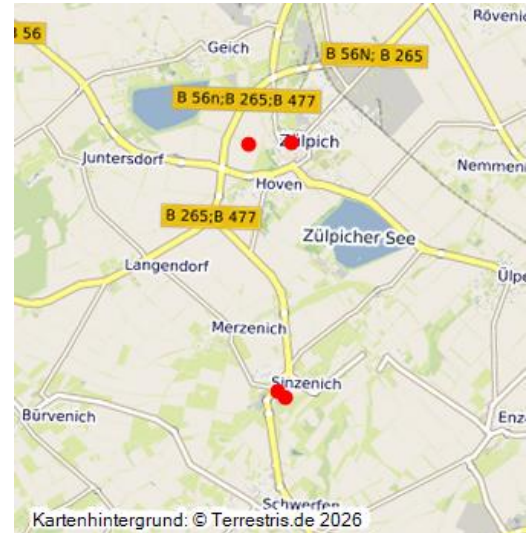 Rövenic
B 56
Geich
B 56N; B 265
B 56n;B 265;B 477
Zülpich
Juntersdorf
Nemmeni
Hoven
B 265;B 477
Zülpicher See
Langendorf
Ülpe
Merzenich
Sinzenich
Bürvenich
Enz
Schwerfen
Kartenhintergrund: © Terrestris.de 2026